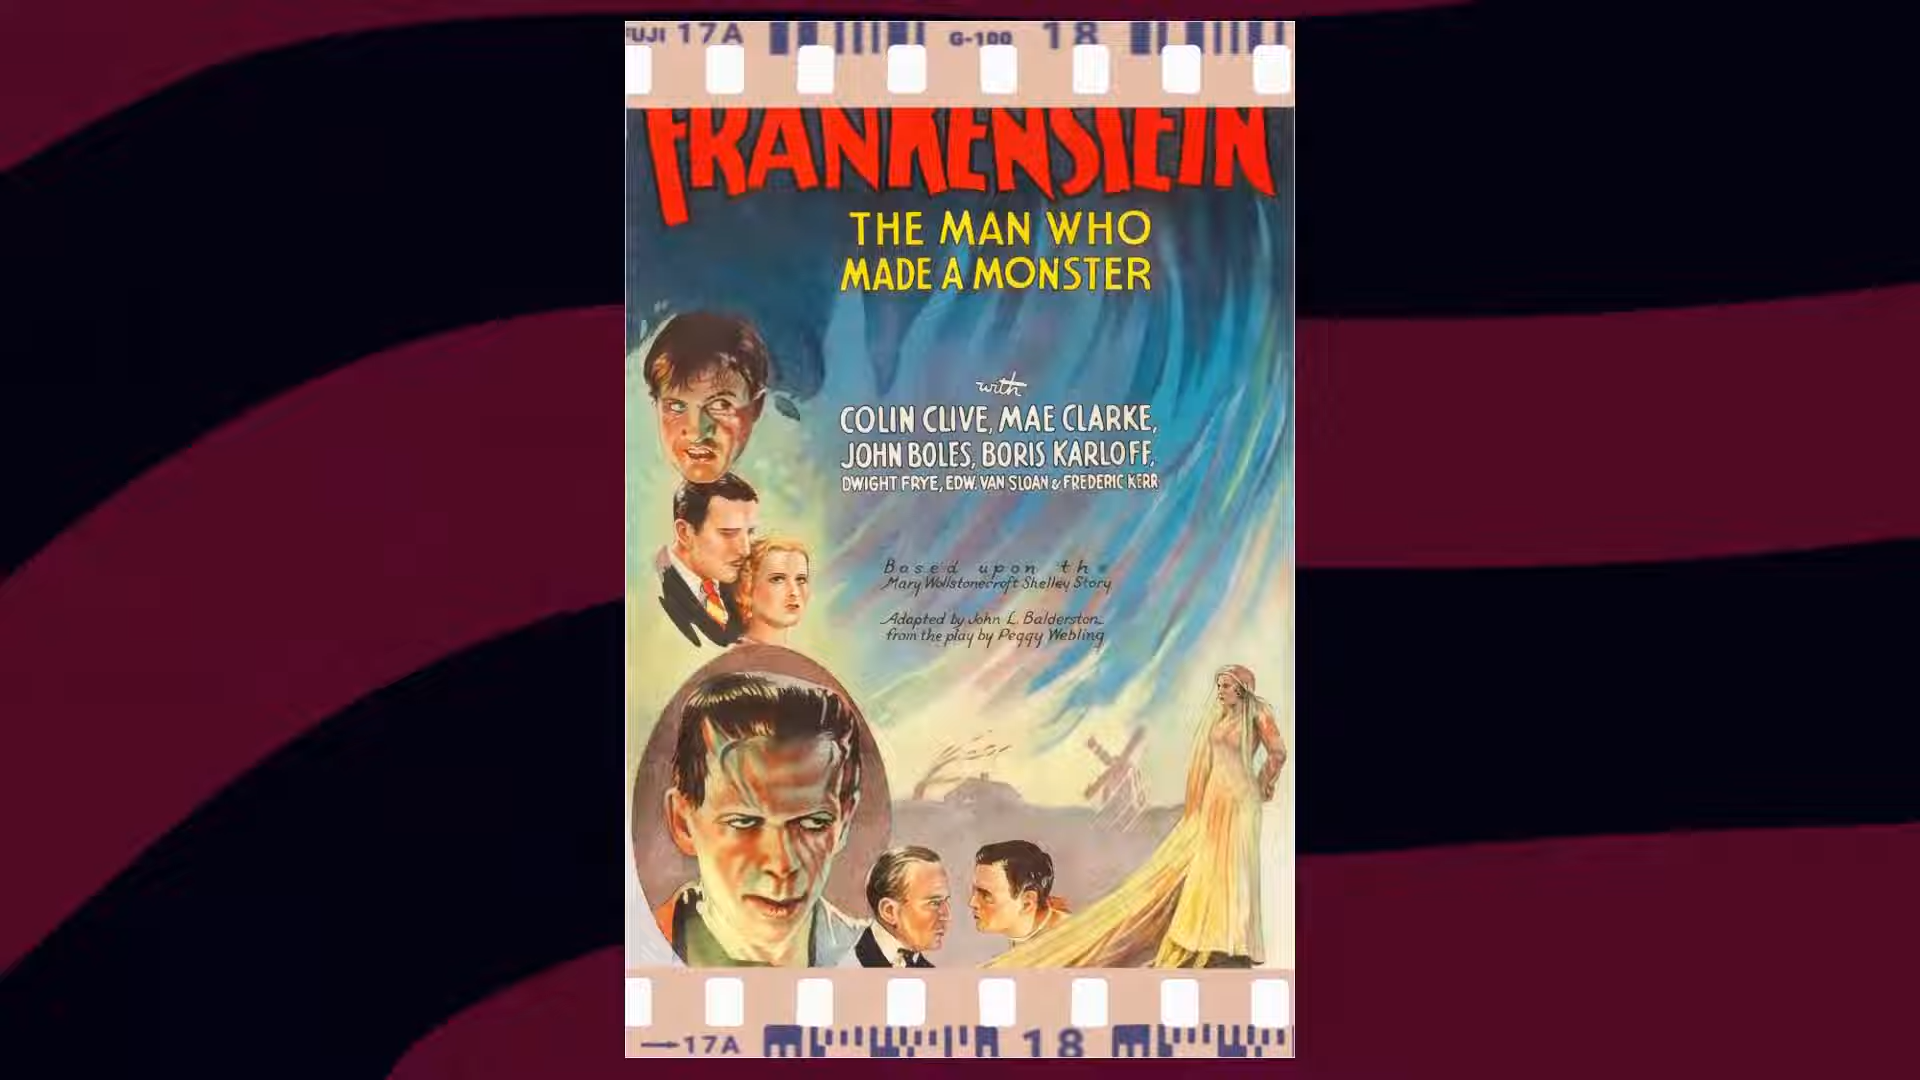 FUJI 17A G-100 18
FRANKENSTEIN
THE MAN WHO
MADE A MONSTER
with
COLIN CLIVE, MAE CLARKE,
JOHN BOLES, BORIS KARLOFF,
DWIGHT FRYE, EDW. VAN SLOAN & FREDERIC KERR
Based upon the
Mary Wollstonecroft Shelley Story
Adapted by John L. Balderston
from the play by Peggy Webling
→17A 18